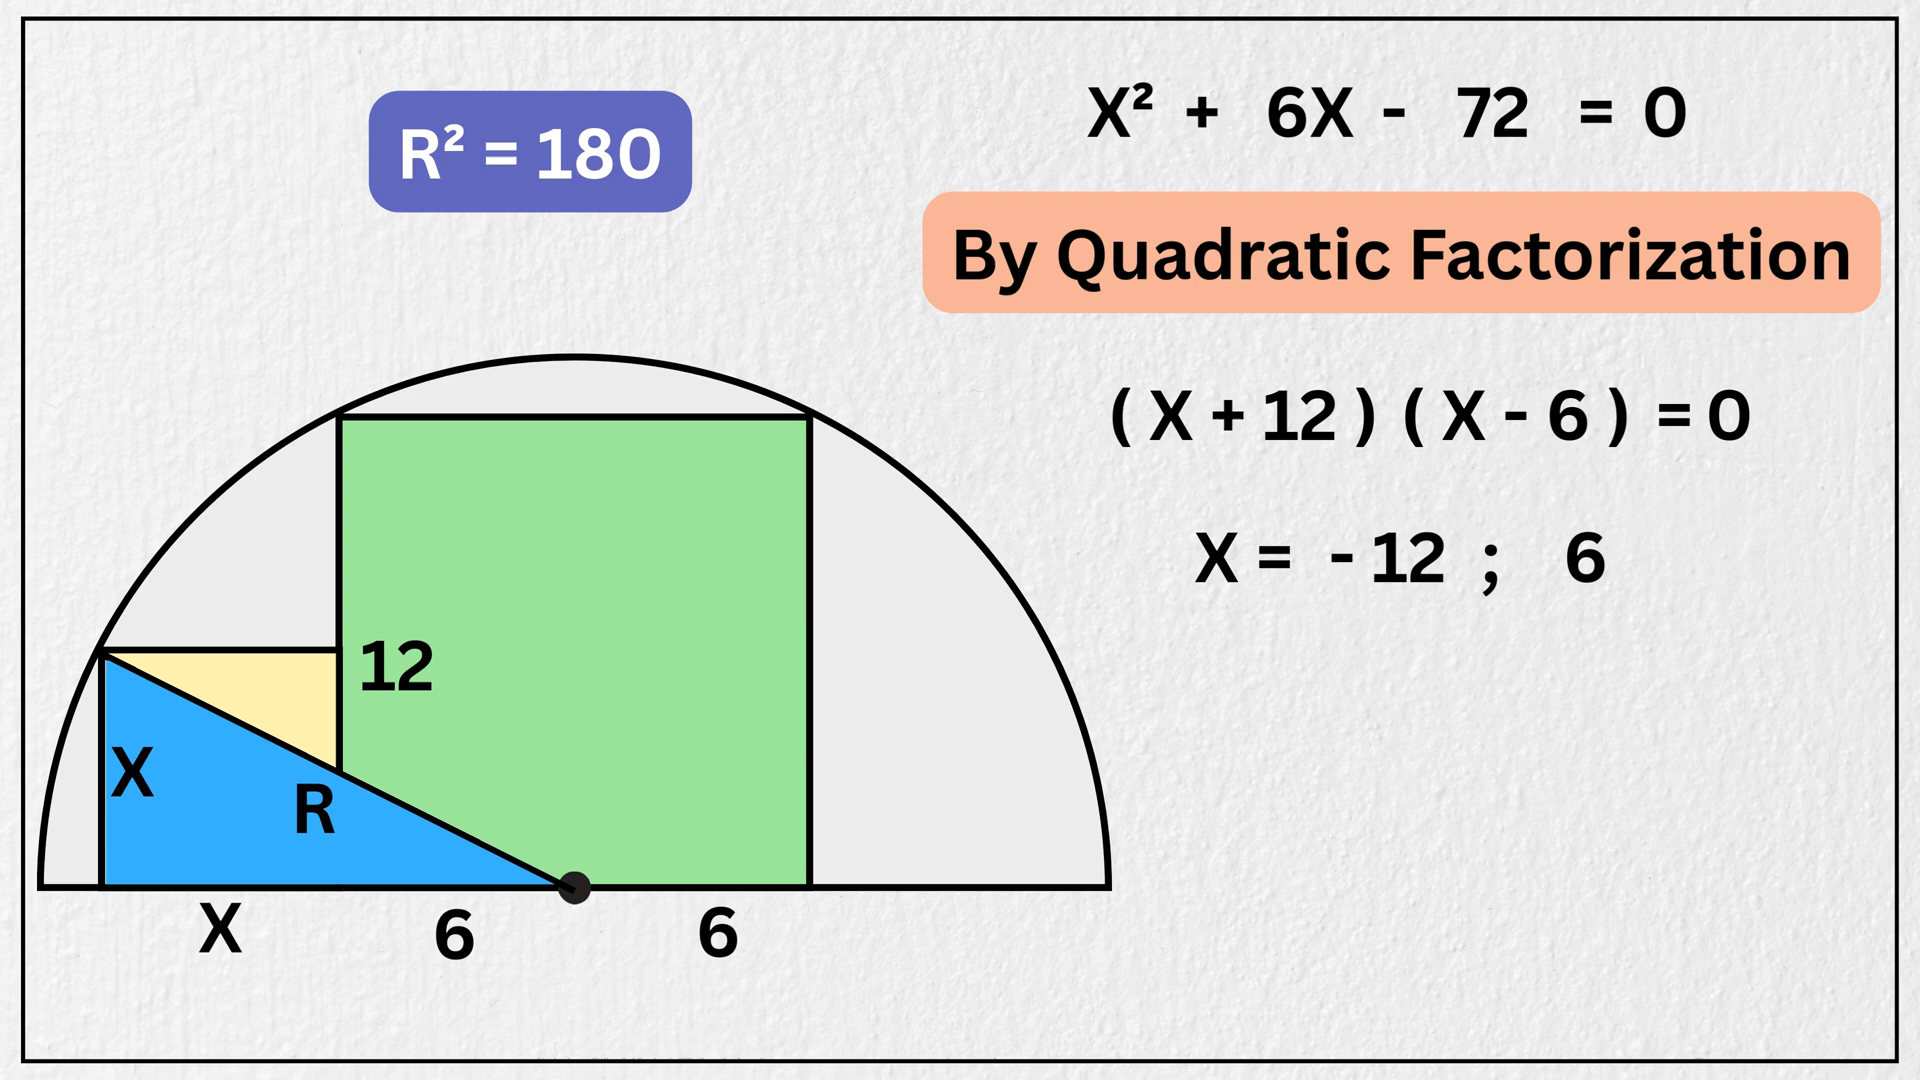 R² = 180
X² + 6X - 72 = 0
By Quadratic Factorization
( X + 12 ) ( X - 6 ) = 0
X = - 12 ; 6
12
X
R
X
6
6